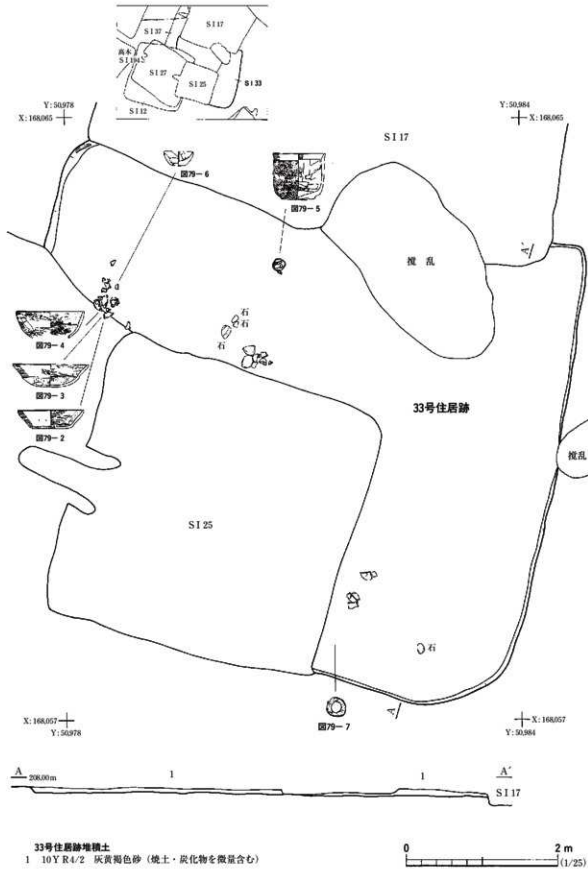 SI17
SI37
高木
SI104
SI27
SI25
SI33
SI12
Y: 50,978
X: 168,065
Y: 50,984
X: 168,065
SI17
図79－6
図79－5
撹乱
A′
図79－4
図79－3
図79－2
石
石
石
33号住居跡
撹乱
SI25
石
A
図79－7
X: 168,057
Y: 50,978
X: 168,057
Y: 50,984
A 208.00m
1
1
A′
SI17
33号住居跡堆積土
1 10YR4/2 灰黄褐色砂（焼土・炭化物を微量含む）
0 2m
(1/25)